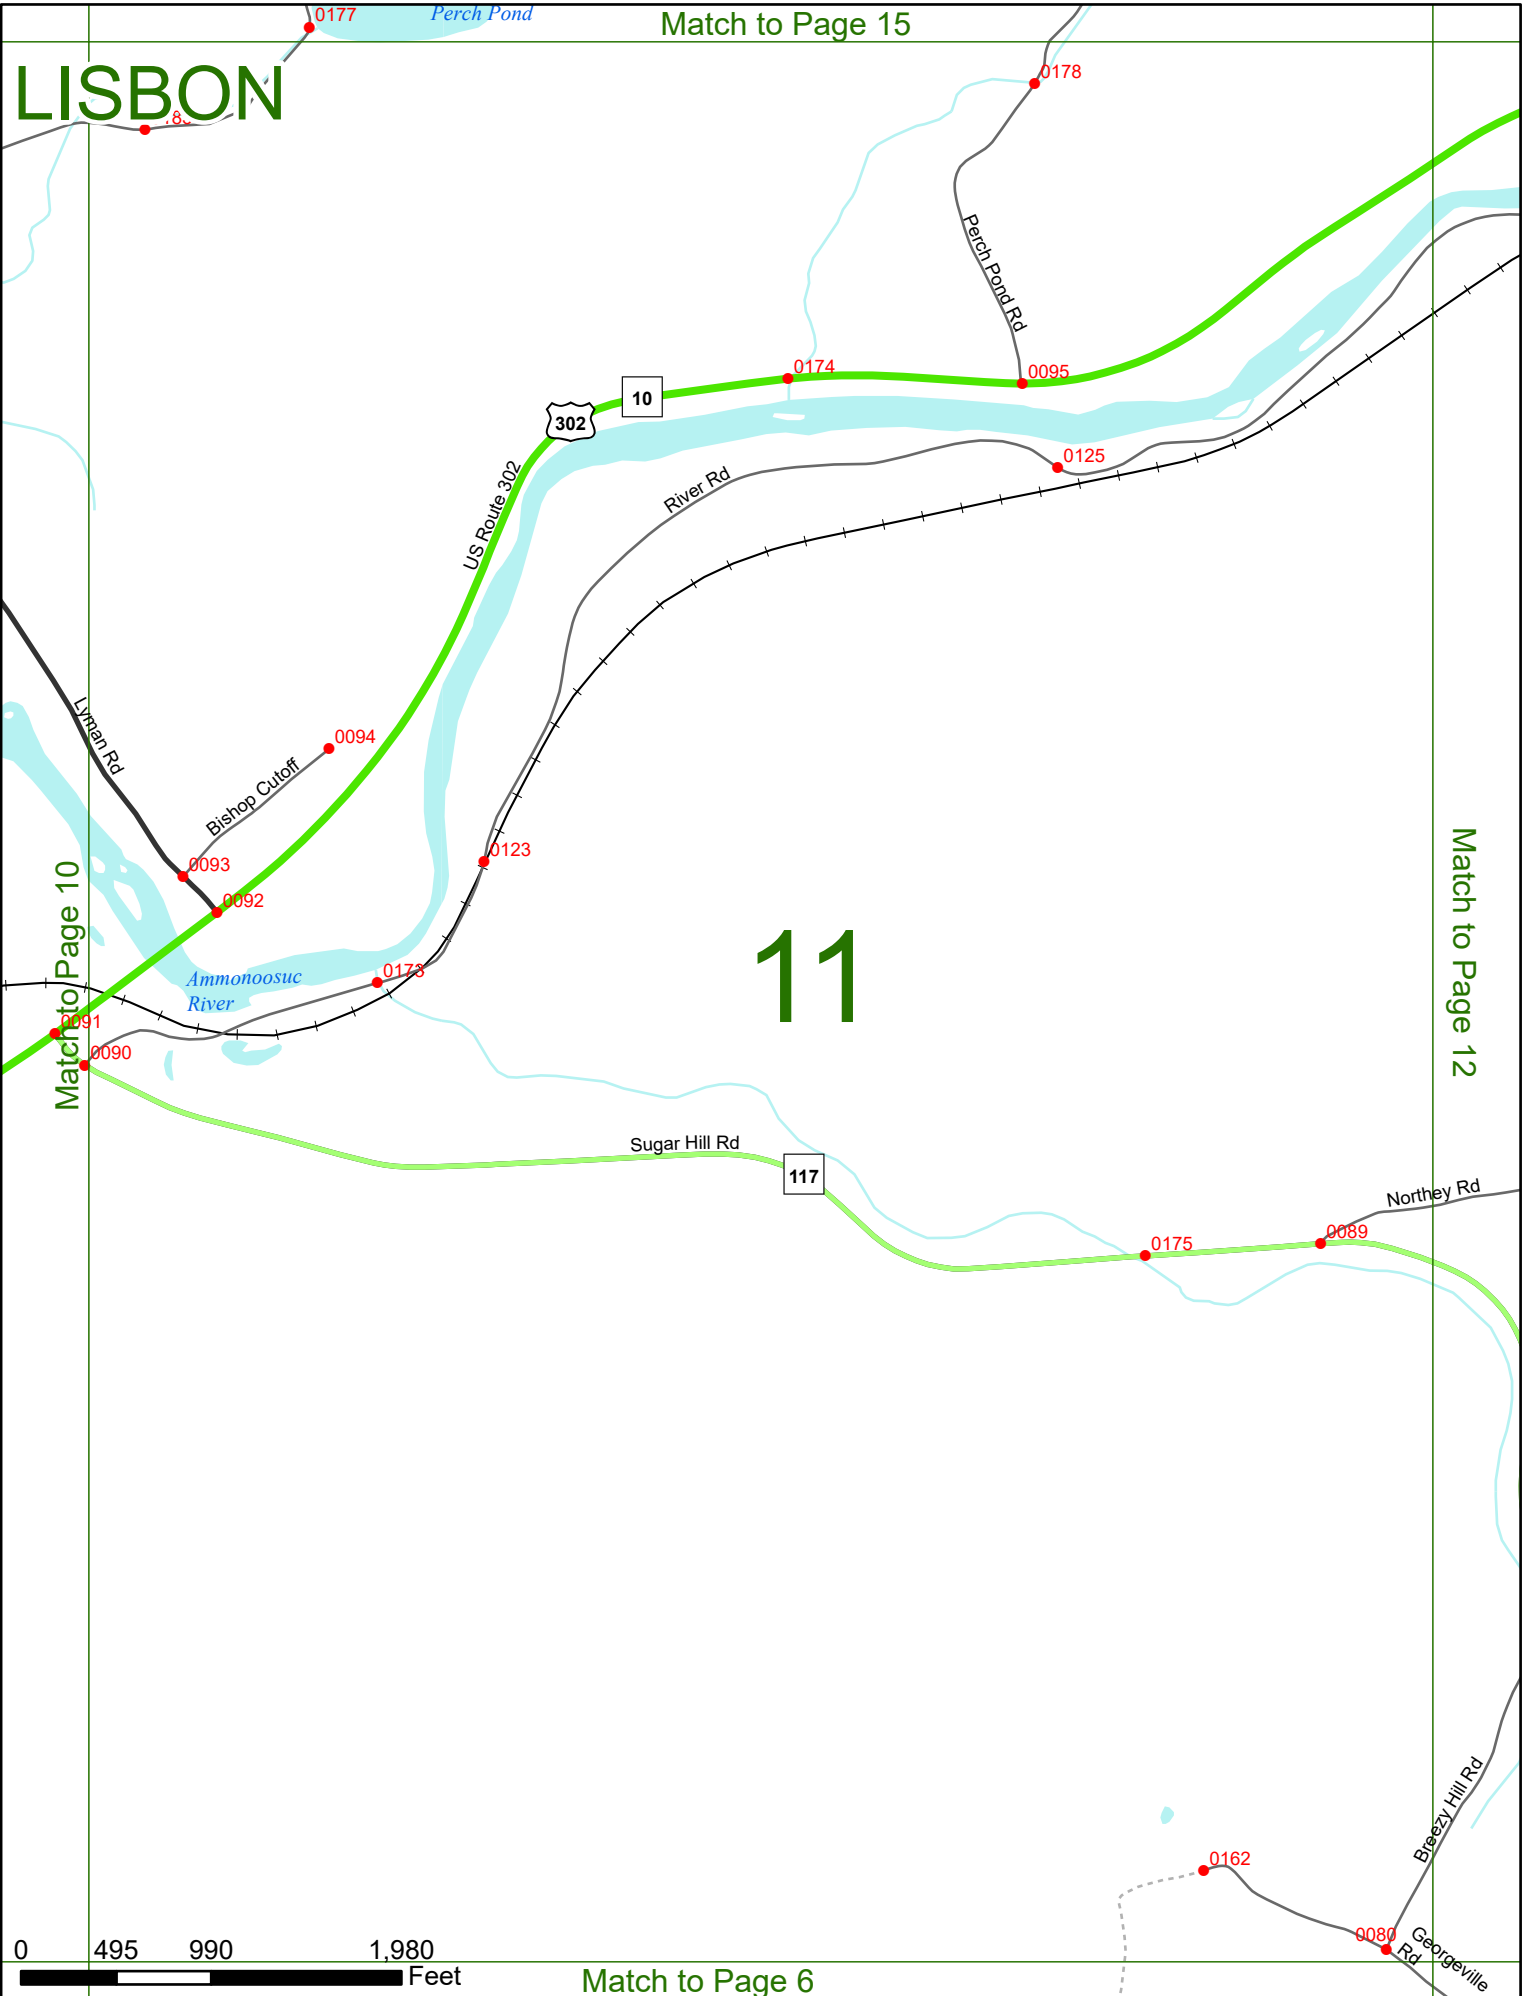 0177
Perch Pond
Match to Page 15
LISBON
0178
Perch Pond Rd
0174
0095
10
302
US Route 302
River Rd
0125
Lyman Rd
0094
Bishop Cutoff
0093
0092
0123
Match to Page 10
Match to Page 12
11
Ammonoosuc
River
0173
0091
0090
Sugar Hill Rd
117
Northey Rd
0089
0175
Breezy Hill Rd
0162
0080
Georgeville
Rd
0 495 990 1,980
Feet
Match to Page 6